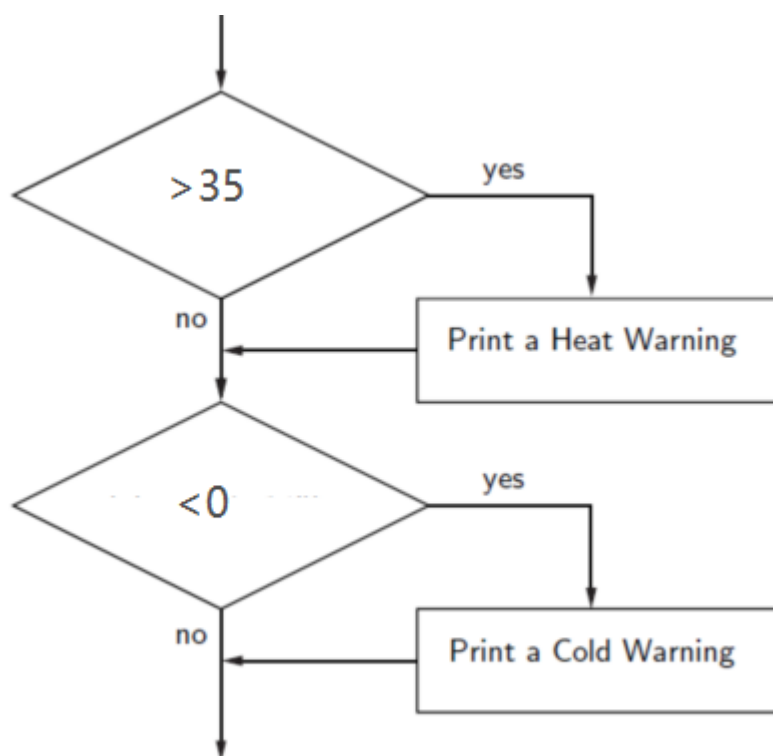 >35
yes
no
Print a Heat Warning
<0
yes
no
Print a Cold Warning